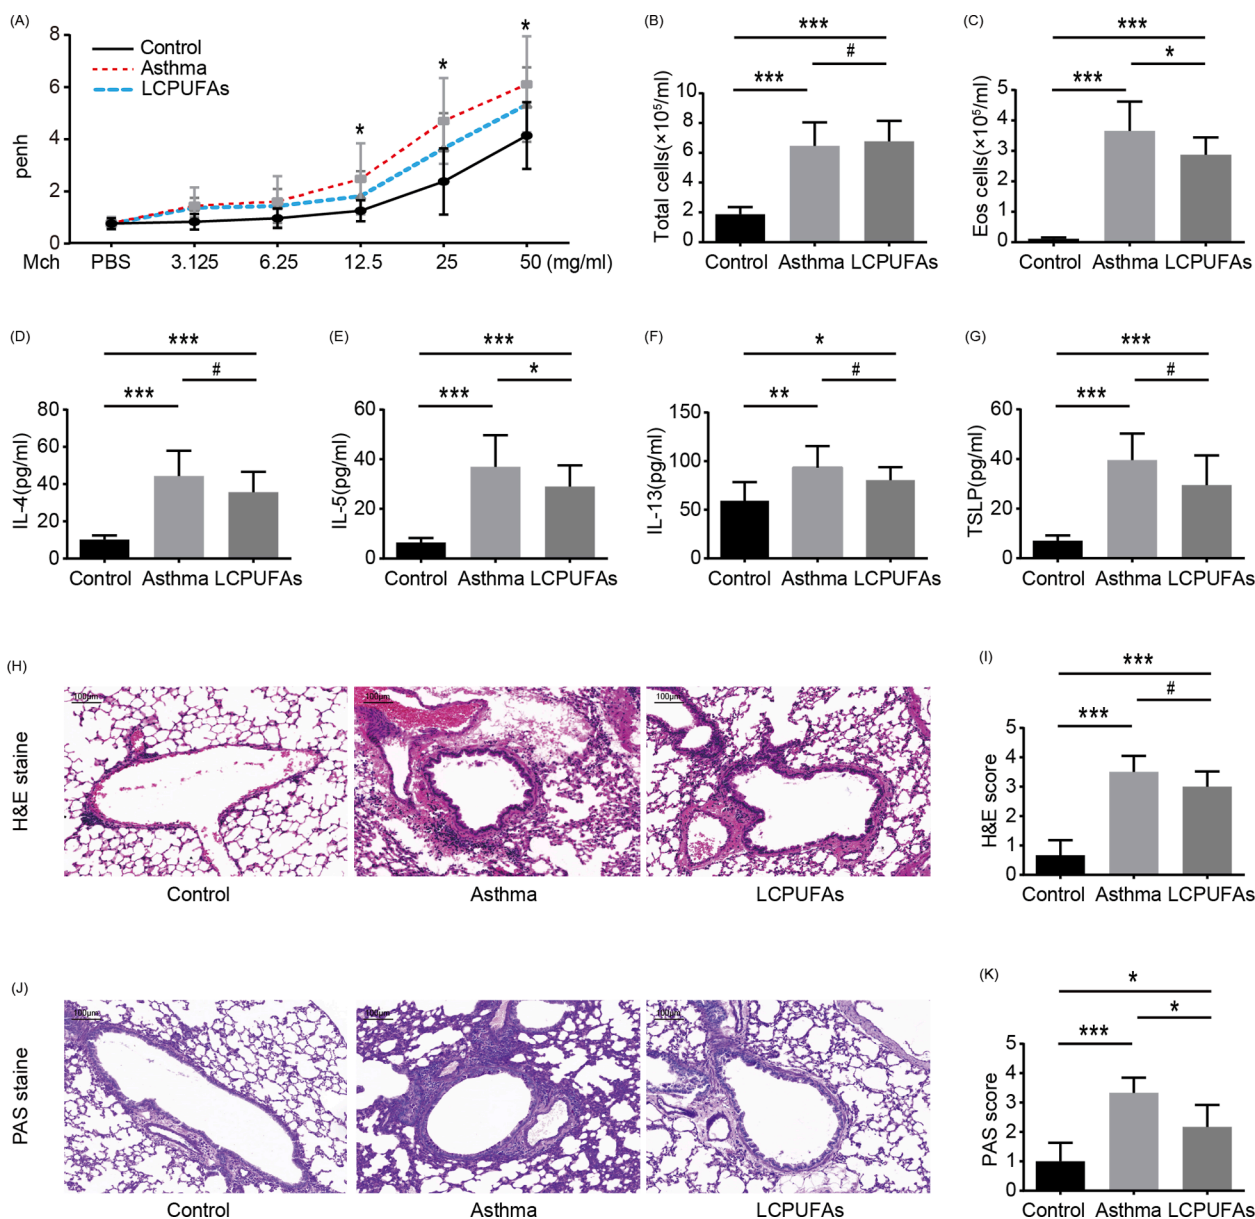 (A)
*
*
*
8
6
4
2
0
penh
Control
Asthma
LCPUFAs
Mch PBS 3.125 6.25 12.5 25 50 (mg/ml)
(B)
***
#
***
10
8
6
4
2
0
Total cells(×10⁵/ml)
Control Asthma LCPUFAs
(C)
***
*
***
5
4
3
2
1
0
Eos cells(×10⁵/ml)
Control Asthma LCPUFAs
(D)
***
#
***
80
60
40
20
0
IL-4(pg/ml)
Control Asthma LCPUFAs
(E)
***
*
***
60
40
20
0
IL-5(pg/ml)
Control Asthma LCPUFAs
(F)
*
#
**
150
100
50
0
IL-13(pg/ml)
Control Asthma LCPUFAs
(G)
***
#
***
60
40
20
0
TSLP(pg/ml)
Control Asthma LCPUFAs
(H)
H&E staine
100μm
100μm
100μm
Control Asthma LCPUFAs
(I)
***
#
***
5
4
3
2
1
0
H&E score
Control Asthma LCPUFAs
(J)
PAS staine
100μm
100μm
100μm
Control Asthma LCPUFAs
(K)
*
*
***
5
4
3
2
1
0
PAS score
Control Asthma LCPUFAs